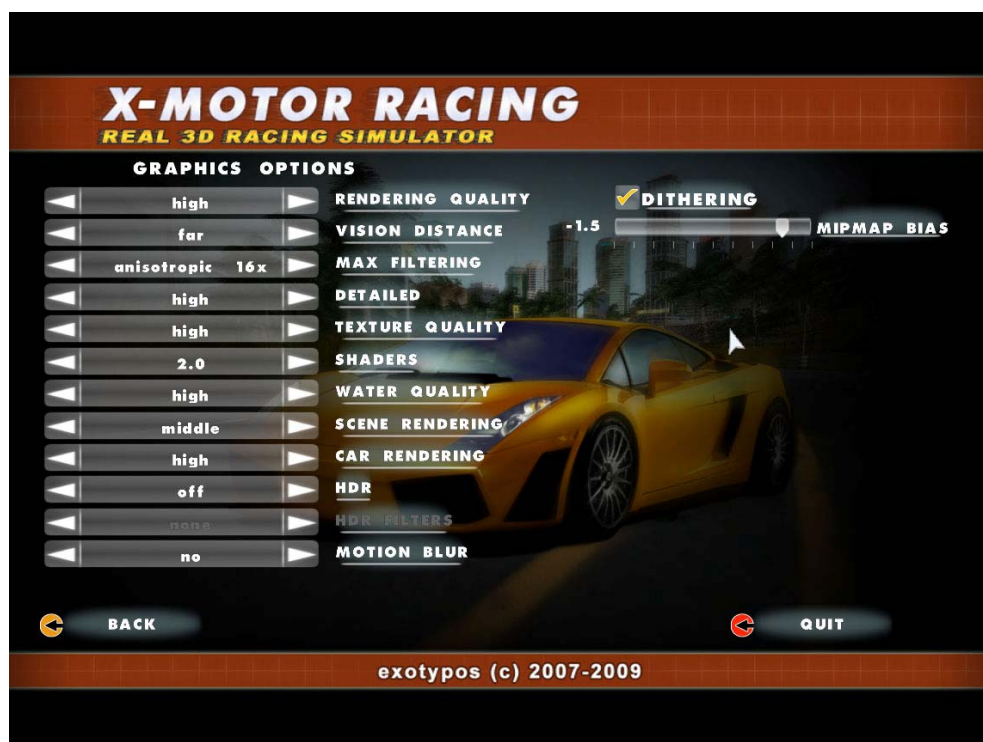 X-MOTOR RACING
REAL 3D RACING SIMULATOR
GRAPHICS OPTIONS
high RENDERING QUALITY DITHERING
far VISION DISTANCE -1.5 MIPMAP BIAS
anisotropic 16x MAX FILTERING
high DETAILED
high TEXTURE QUALITY
2.0 SHADERS
high WATER QUALITY
middle SCENE RENDERING
high CAR RENDERING
off HDR
none HDR FILTERS
no MOTION BLUR
BACK QUIT
exotypos (c) 2007-2009